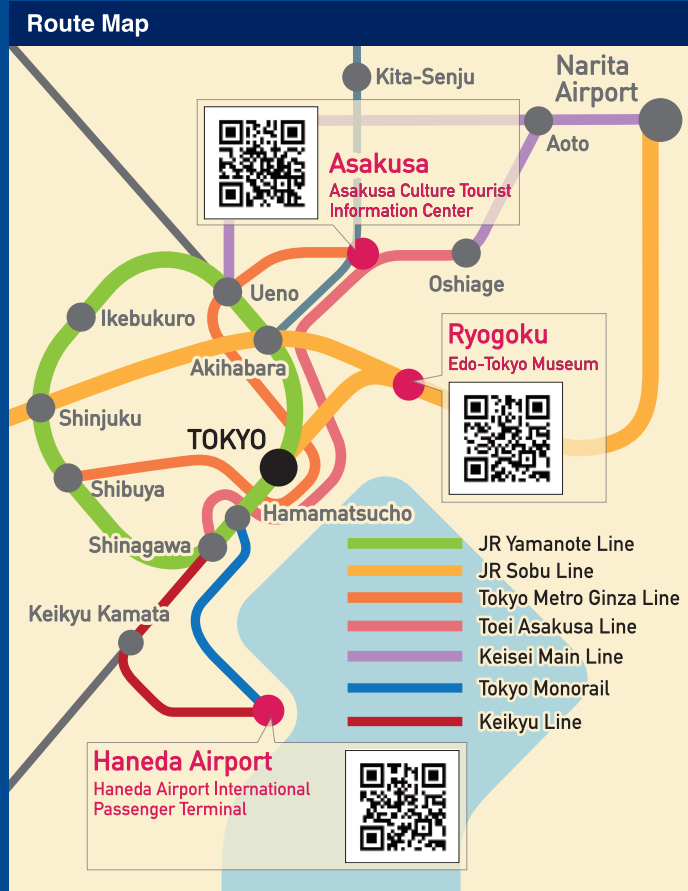 Route Map
Kita-Senju
Narita
Airport
Aoto
Asakusa
Asakusa Culture Tourist
Information Center
Oshiage
Ueno
Ikebukuro
Ryogoku
Edo-Tokyo Museum
Akihabara
Shinjuku
TOKYO
Shibuya
Hamamatsucho
Shinagawa
JR Yamanote Line
JR Sobu Line
Tokyo Metro Ginza Line
Keikyu Kamata
Toei Asakusa Line
Keisei Main Line
Tokyo Monorail
Keikyu Line
Haneda Airport
Haneda Airport International
Passenger Terminal